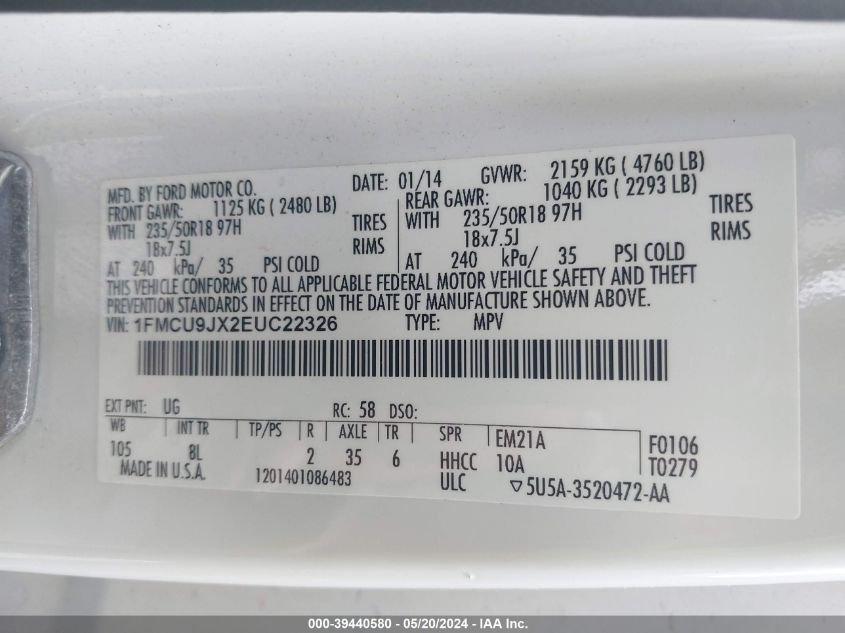 MFD. BY FORD MOTOR CO. DATE: 01/14 GVWR: 2159 KG ( 4760 LB)
FRONT GAWR: 1125 KG ( 2480 LB) REAR GAWR: 1040 KG ( 2293 LB)
WITH 235/50R18 97H TIRES WITH 235/50R18 97H TIRES
18x7.5J RIMS 18x7.5J RIMS
AT 240 kPa/ 35 PSI COLD AT 240 kPa/ 35 PSI COLD
THIS VEHICLE CONFORMS TO ALL APPLICABLE FEDERAL MOTOR VEHICLE SAFETY AND THEFT
PREVENTION STANDARDS IN EFFECT ON THE DATE OF MANUFACTURE SHOWN ABOVE.
VIN: 1FMCU9JX2EUC22326 TYPE: MPV
EXT PNT: UG RC: 58 DSO:
WB INT TR TP/PS R AXLE TR SPR EM21A F0106
105 8L 2 35 6 HHCC 10A T0279
MADE IN U.S.A. 1201401086483 ULC ▽5U5A-3520472-AA
000-39440580 - 05/20/2024 - IAA Inc.